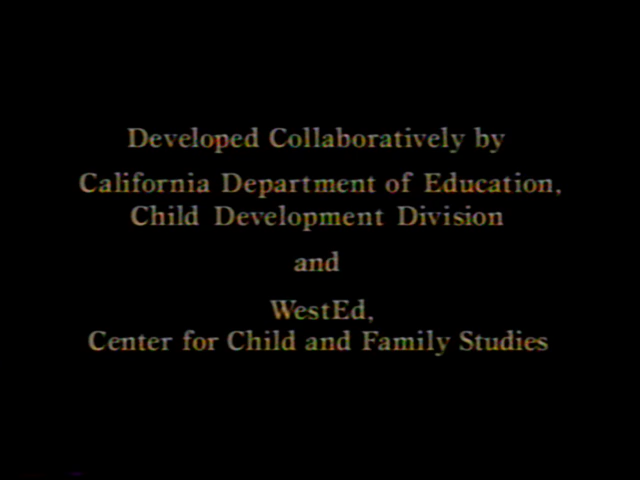 Developed Collaboratively by
California Department of Education,
Child Development Division
and
WestEd,
Center for Child and Family Studies